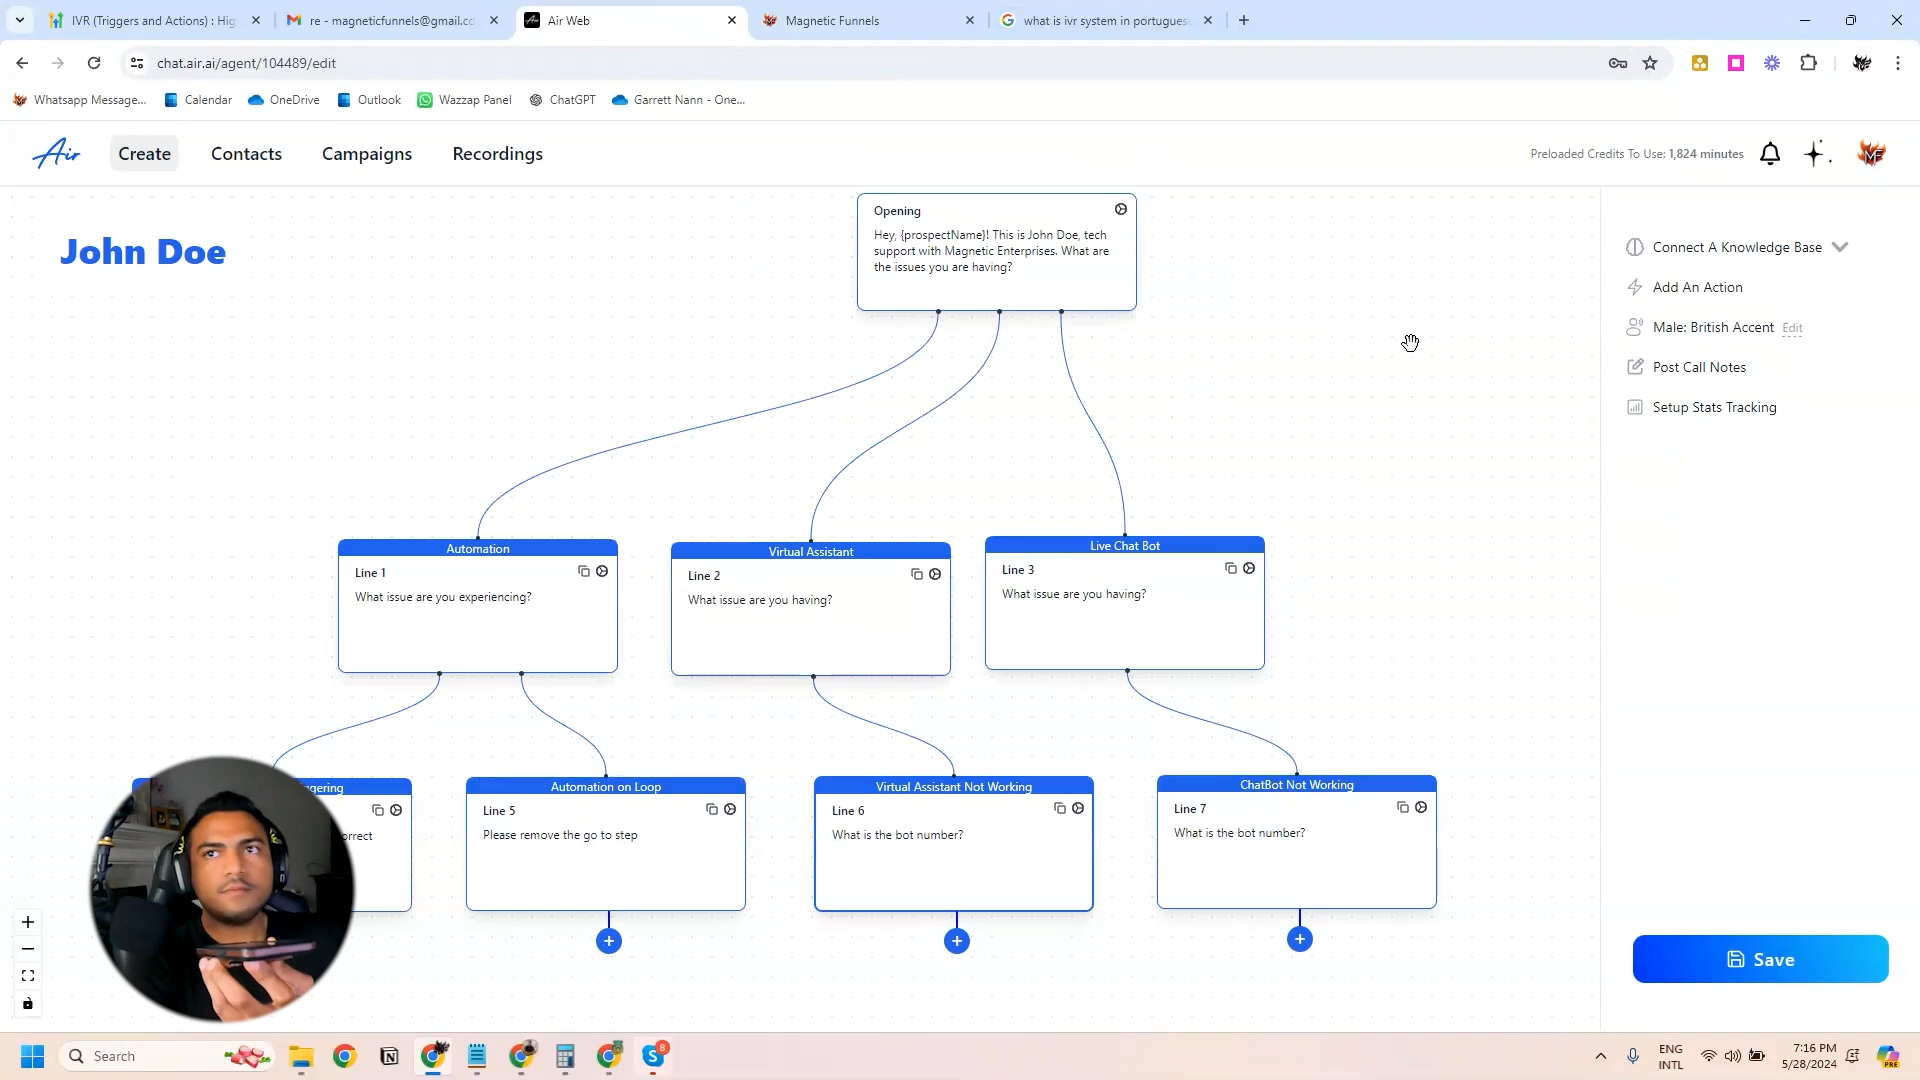 IVR (Triggers and Actions) : Hig
re - magneticfunnels@gmail.co
Air Web
Magnetic Funnels
what is ivr system in portugues
chat.air.ai/agent/104489/edit
Whatsapp Message...
Calendar
OneDrive
Outlook
Wazzap Panel
ChatGPT
Garrett Nann - One...
Air
Create
Contacts
Campaigns
Recordings
Preloaded Credits To Use: 1,824 minutes
MF
John Doe
Opening
Hey, {prospectName}! This is John Doe, tech
support with Magnetic Enterprises. What are
the issues you are having?
Connect A Knowledge Base
Add An Action
Male: British Accent Edit
Post Call Notes
Setup Stats Tracking
Automation
Line 1
What issue are you experiencing?
Virtual Assistant
Line 2
What issue are you having?
Live Chat Bot
Line 3
What issue are you having?
ggering
orrect
Automation on Loop
Line 5
Please remove the go to step
Virtual Assistant Not Working
Line 6
What is the bot number?
ChatBot Not Working
Line 7
What is the bot number?
Save
Search
8
ENG
INTL
7:16 PM
5/28/2024
PRE